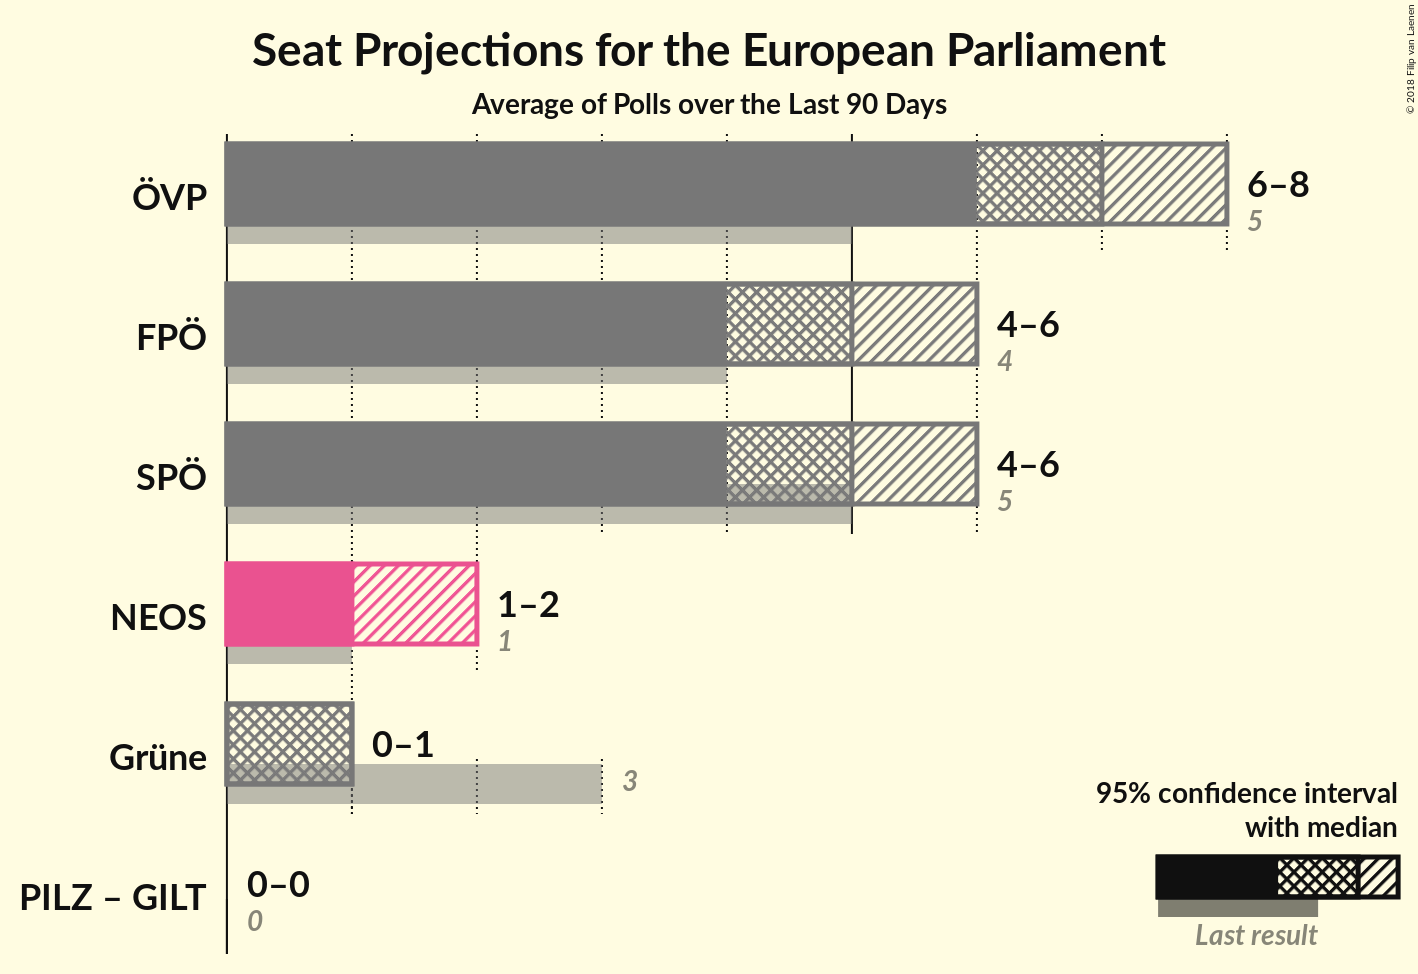 Seat Projections for the European Parliament
Average of Polls over the Last 90 Days
© 2018 Filip van Laenen
ÖVP
6–8
5
FPÖ
4–6
4
SPÖ
4–6
5
NEOS
1–2
1
Grüne
0–1
3
PILZ – GILT
0–0
0
95% confidence interval
with median
Last result